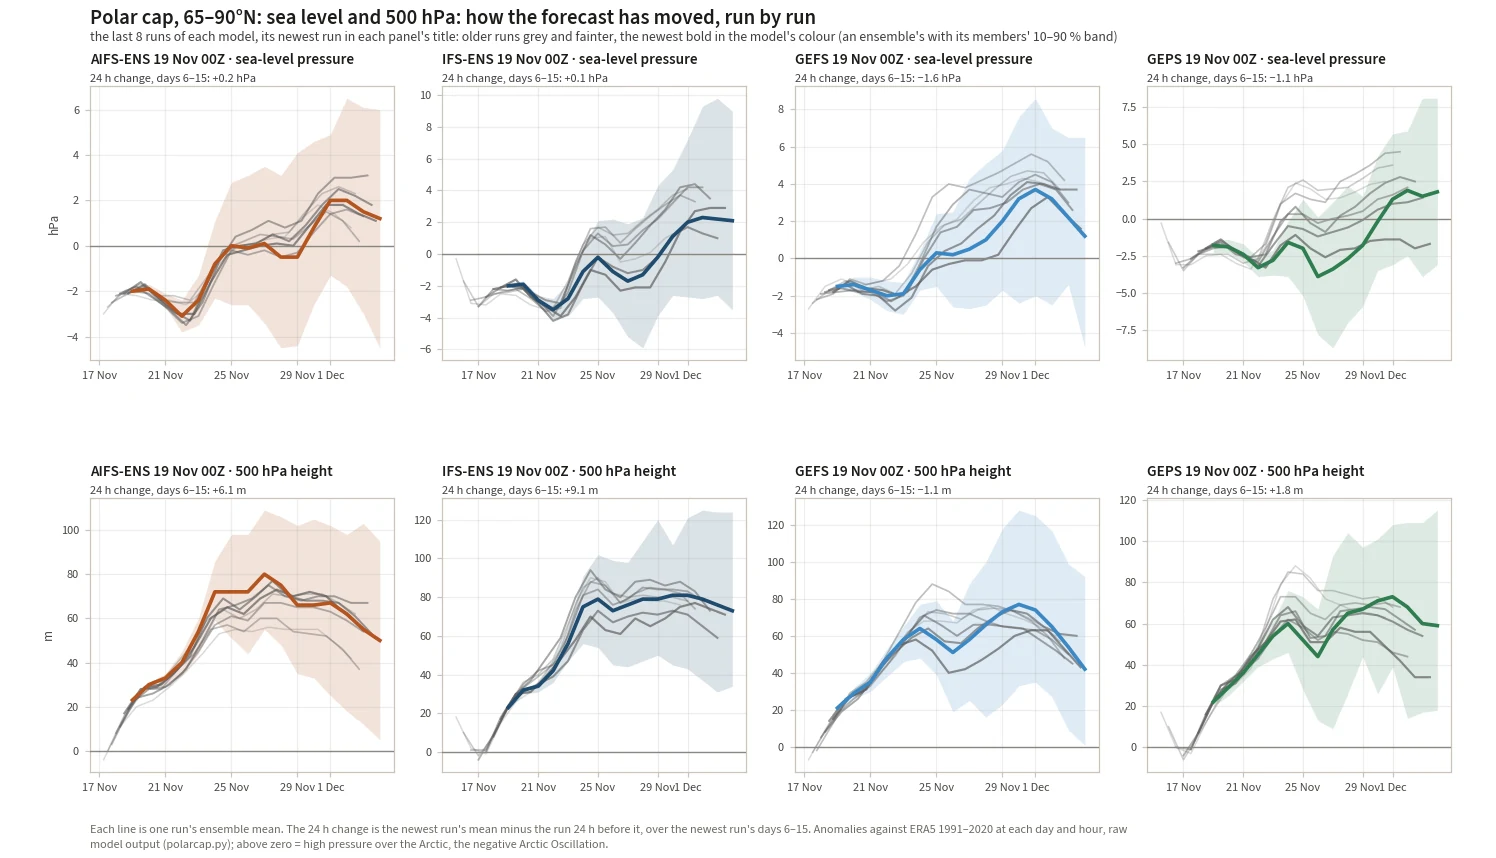 Polar cap, 65–90°N: sea level and 500 hPa: how the forecast has moved, run by run
the last 8 runs of each model, its newest run in each panel's title: older runs grey and fainter, the newest bold in the model's colour (an ensemble's with its members' 10–90 % band)
AIFS-ENS 19 Nov 00Z · sea-level pressure
24 h change, days 6–15: +0.2 hPa
6
4
2
0
−2
−4
hPa
17 Nov 21 Nov 25 Nov 29 Nov 1 Dec
IFS-ENS 19 Nov 00Z · sea-level pressure
24 h change, days 6–15: +0.1 hPa
10
8
6
4
2
0
−2
−4
−6
17 Nov 21 Nov 25 Nov 29 Nov 1 Dec
GEFS 19 Nov 00Z · sea-level pressure
24 h change, days 6–15: −1.6 hPa
8
6
4
2
0
−2
−4
17 Nov 21 Nov 25 Nov 29 Nov 1 Dec
GEPS 19 Nov 00Z · sea-level pressure
24 h change, days 6–15: −1.1 hPa
7.5
5.0
2.5
0.0
−2.5
−5.0
−7.5
17 Nov 21 Nov 25 Nov 29 Nov 1 Dec
AIFS-ENS 19 Nov 00Z · 500 hPa height
24 h change, days 6–15: +6.1 m
100
80
60
40
20
0
m
17 Nov 21 Nov 25 Nov 29 Nov 1 Dec
IFS-ENS 19 Nov 00Z · 500 hPa height
24 h change, days 6–15: +9.1 m
120
100
80
60
40
20
0
17 Nov 21 Nov 25 Nov 29 Nov 1 Dec
GEFS 19 Nov 00Z · 500 hPa height
24 h change, days 6–15: −1.1 m
120
100
80
60
40
20
0
17 Nov 21 Nov 25 Nov 29 Nov 1 Dec
GEPS 19 Nov 00Z · 500 hPa height
24 h change, days 6–15: +1.8 m
120
100
80
60
40
20
0
17 Nov 21 Nov 25 Nov 29 Nov 1 Dec
Each line is one run's ensemble mean. The 24 h change is the newest run's mean minus the run 24 h before it, over the newest run's days 6–15. Anomalies against ERA5 1991–2020 at each day and hour, raw
model output (polarcap.py); above zero = high pressure over the Arctic, the negative Arctic Oscillation.